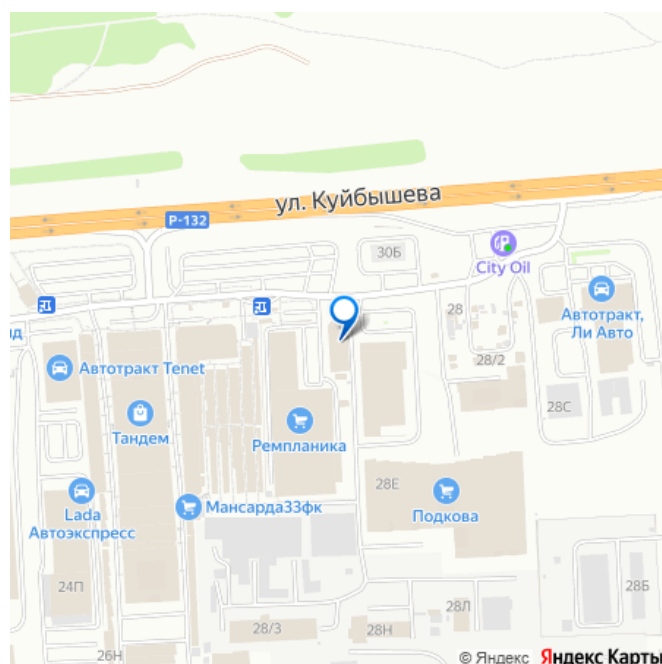 ул. Куйбышева
Р-132
30Б
City Oil
28
Автотракт,
Ли Авто
28/2
Автотракт Tenet
Тандем
28С
Ремпланика
28Е
Lada
Автоэкспресс
Мансарда33фк
Подкова
24П
28Б
28Л
28/3
28Н
26Н
© Яндекс Яндекс Карты